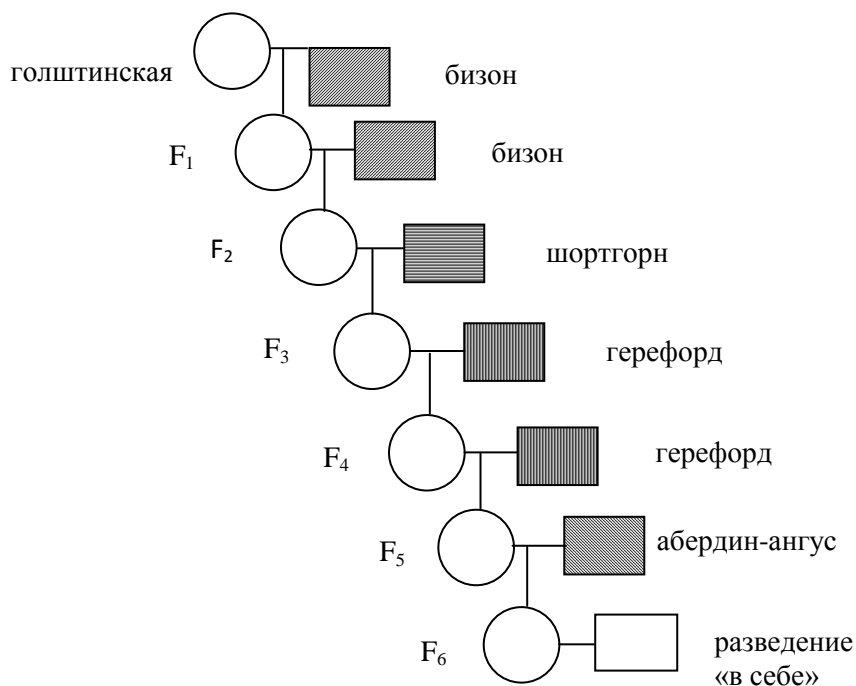 голштинская
бизон
F₁
бизон
F₂
шортгорн
F₃
герефорд
F₄
герефорд
F₅
абердин-ангус
F₆
разведение
«в себе»